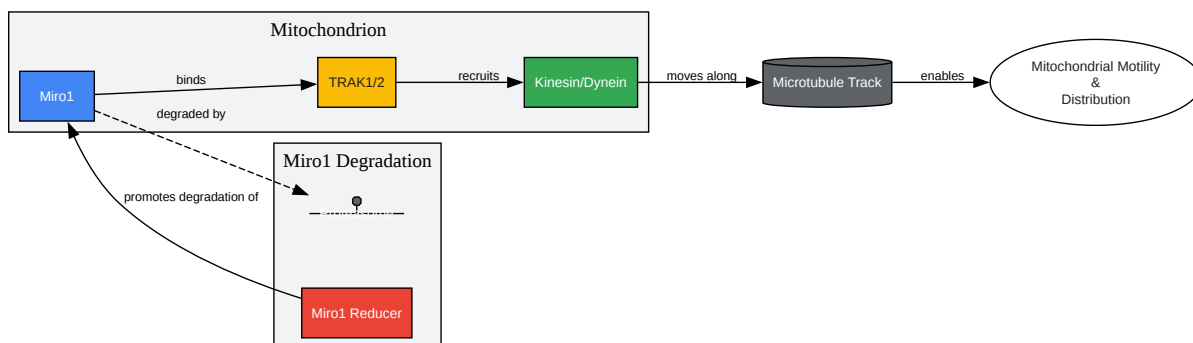 Mitochondrion
Miro1
binds
TRAK1/2
recruits
Kinesin/Dynein
moves along
Microtubule Track
enables
Mitochondrial Motility
&
Distribution
degraded by
Miro1 Degradation
promotes degradation of
Proteasome
Miro1 Reducer